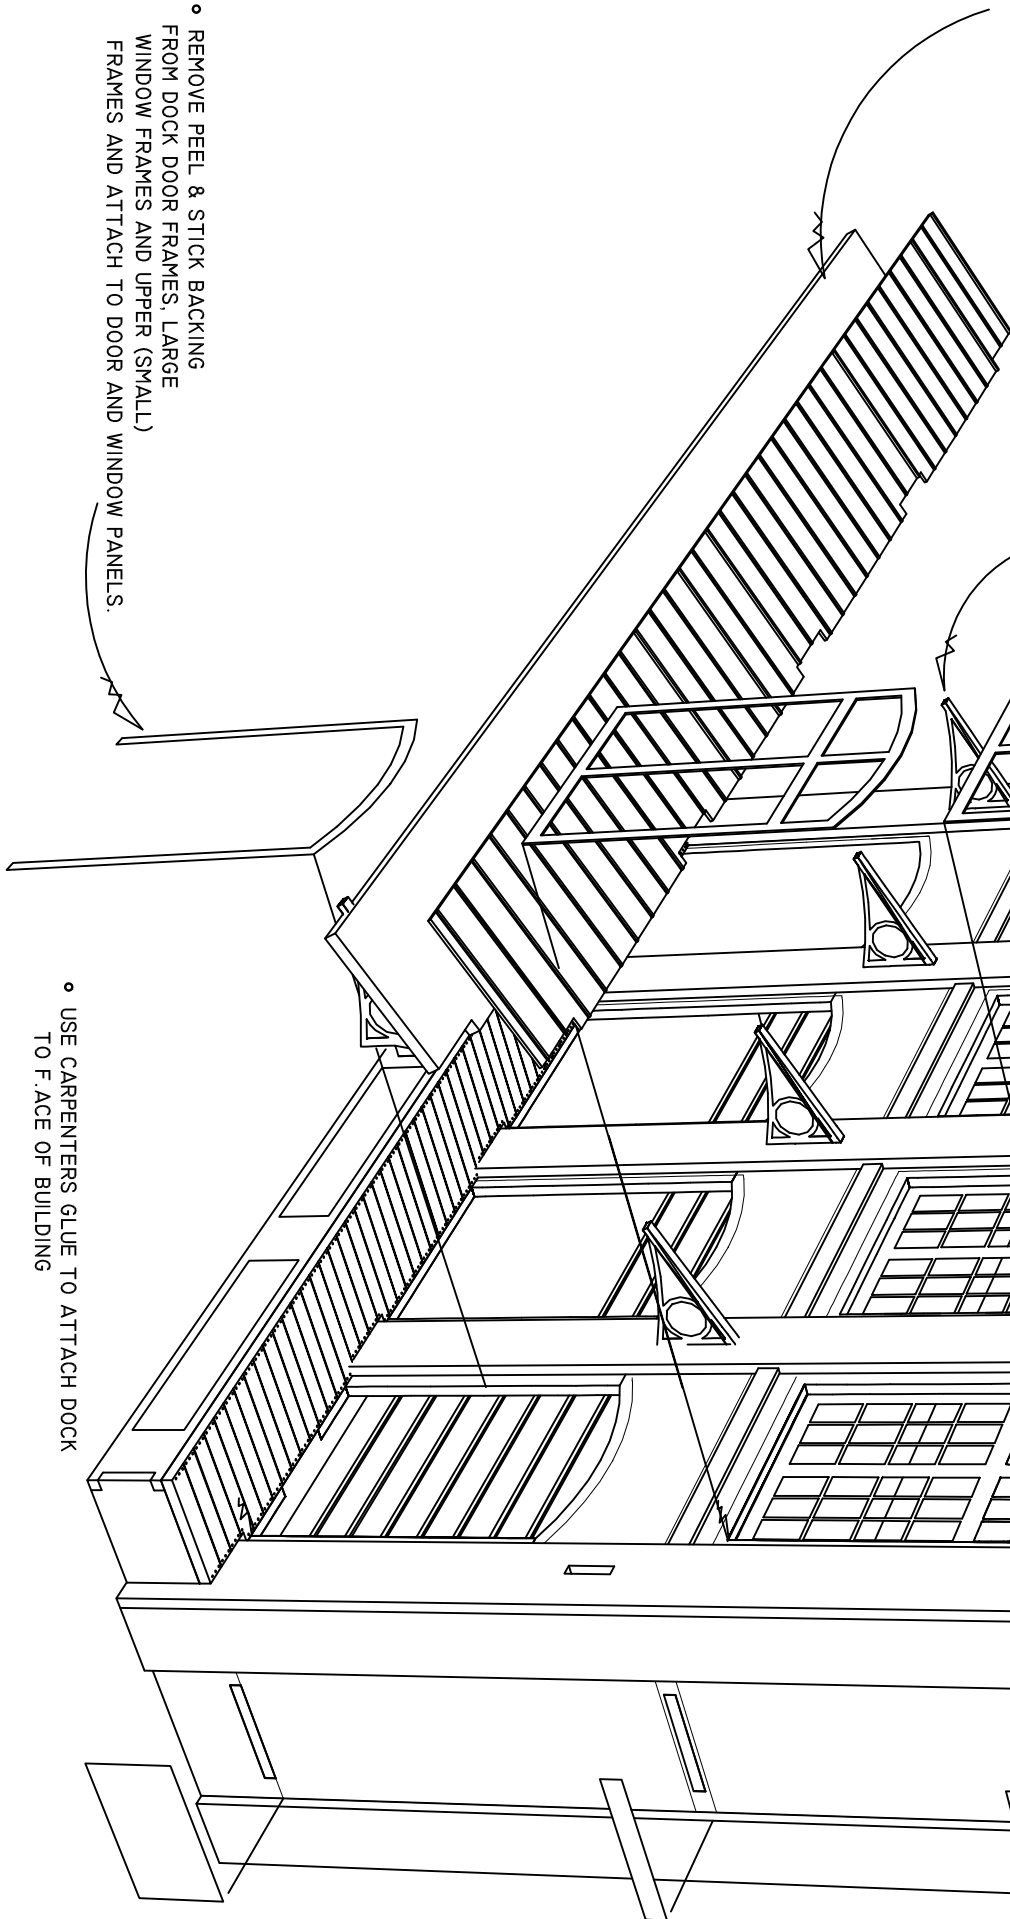 ° REMOVE PEEL & STICK BACKING
FROM DOCK DOOR FRAMES, LARGE
WINDOW FRAMES AND UPPER (SMALL)
FRAMES AND ATTACH TO DOOR AND WINDOW PANELS.
° USE CARPENTERS GLUE TO ATTACH DOCK
TO F.ACE OF BUILDING